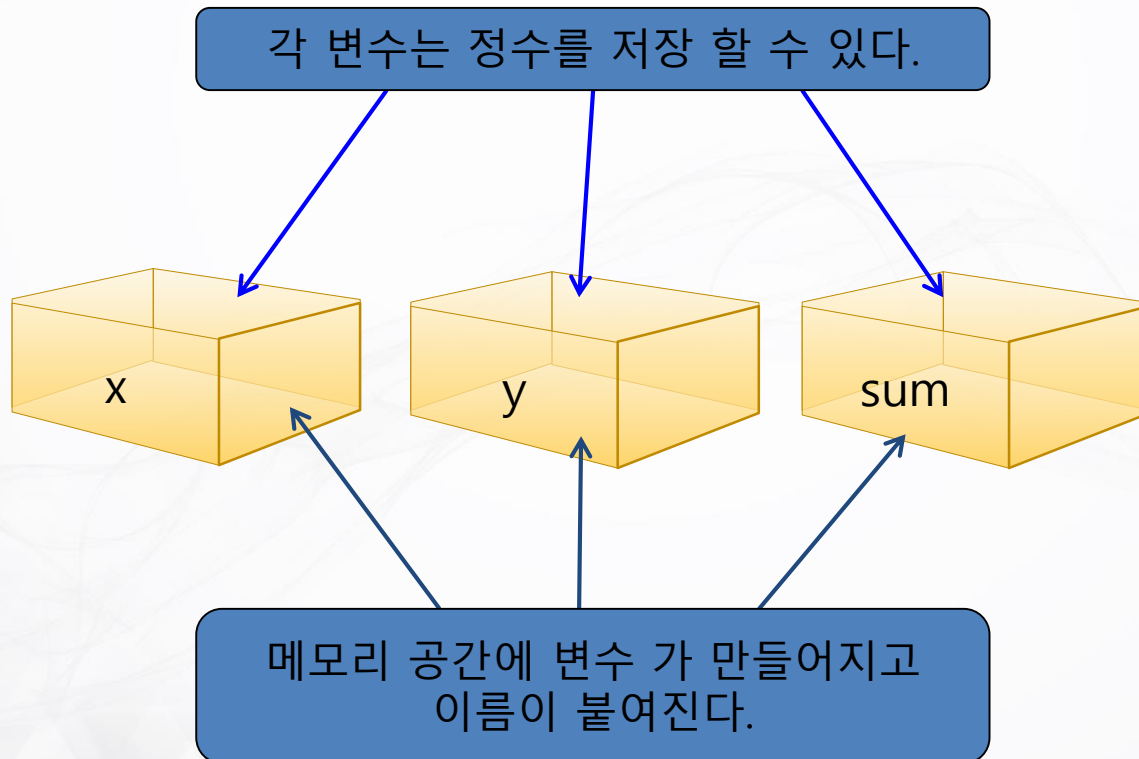 각 변수는 정수를 저장 할 수 있다.
x
y
sum
메모리 공간에 변수 가 만들어지고
이름이 붙여진다.